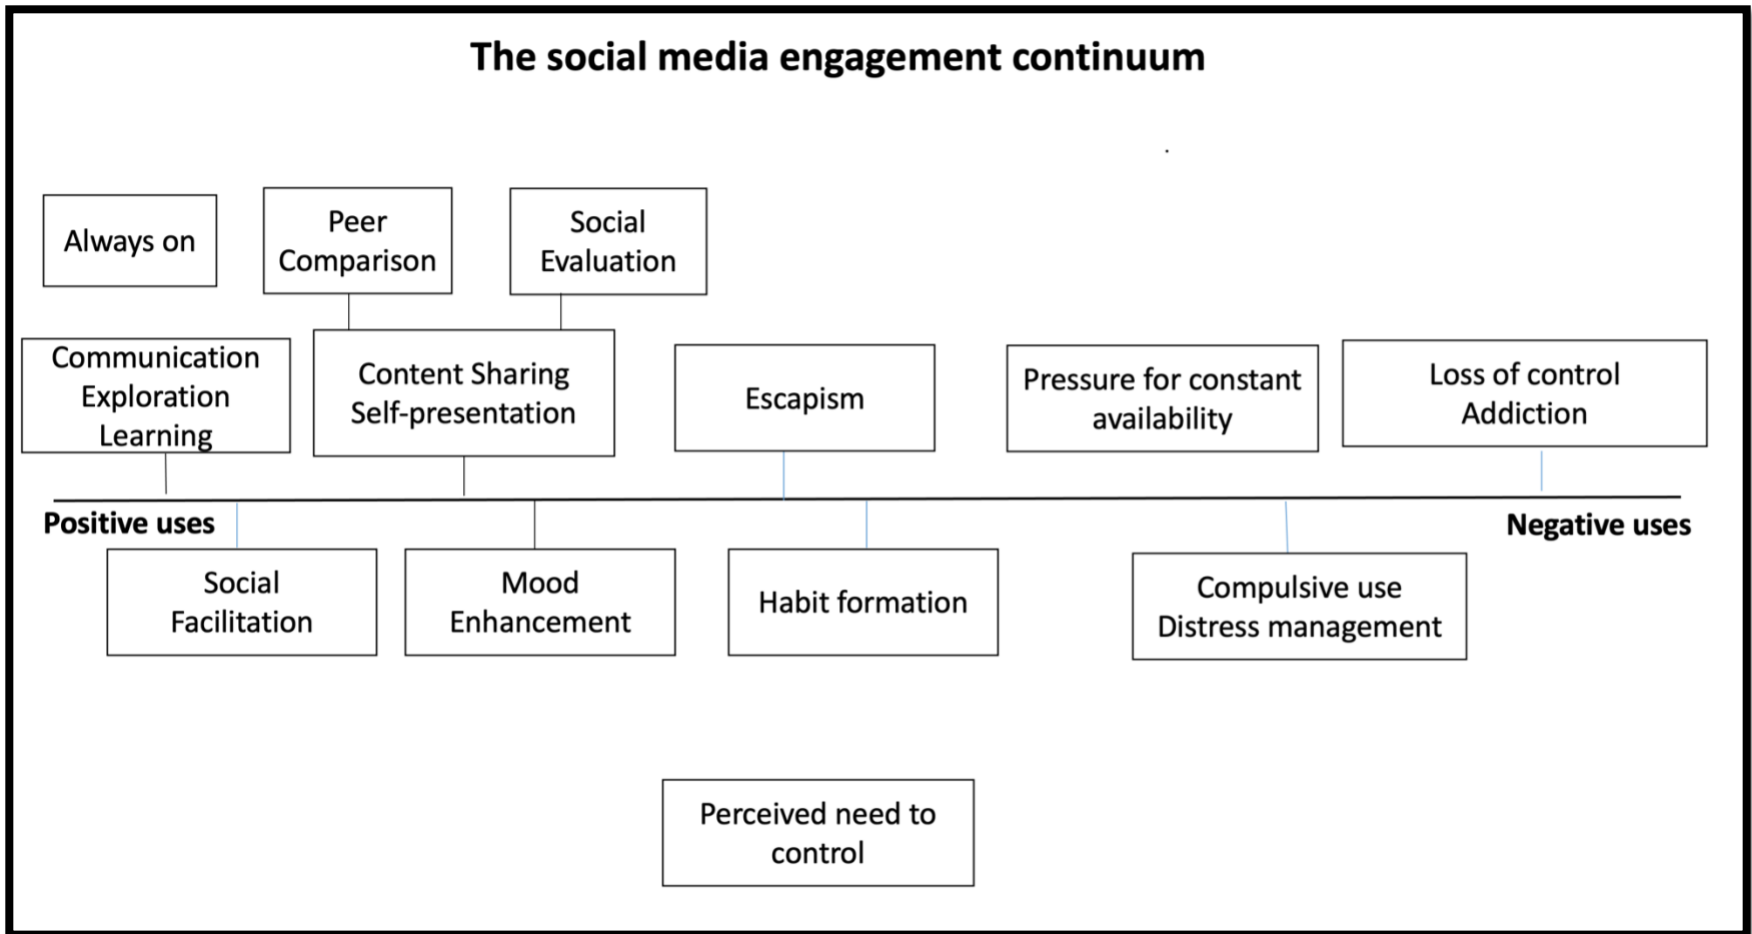 The social media engagement continuum
Always on
Peer
Comparison
Social
Evaluation
Communication
Exploration
Learning
Content Sharing
Self-presentation
Escapism
Pressure for constant
availability
Loss of control
Addiction
Positive uses
Negative uses
Social
Facilitation
Mood
Enhancement
Habit formation
Compulsive use
Distress management
Perceived need to
control